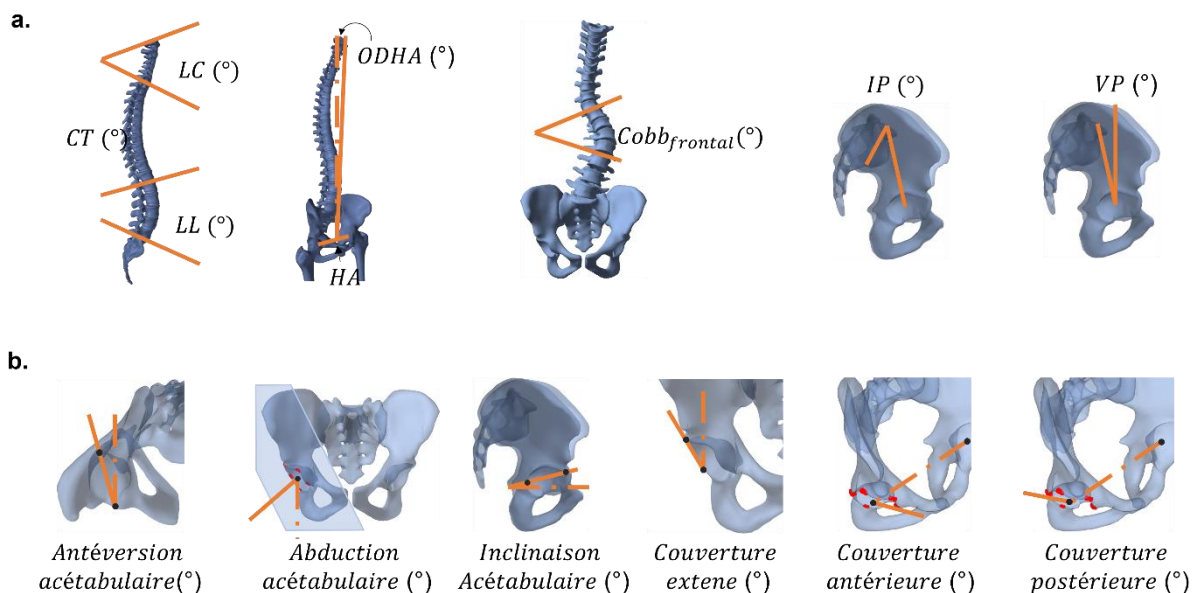 a.
LC (°)
CT (°)
LL (°)
ODHA (°)
HA
Cobb_frontal(°)
IP (°)
VP (°)
b.
Antéversion
acétabulaire(°)
Abduction
acétabulaire (°)
Inclinaison
Acétabulaire (°)
Couverture
extene (°)
Couverture
antérieure (°)
Couverture
postérieure (°)